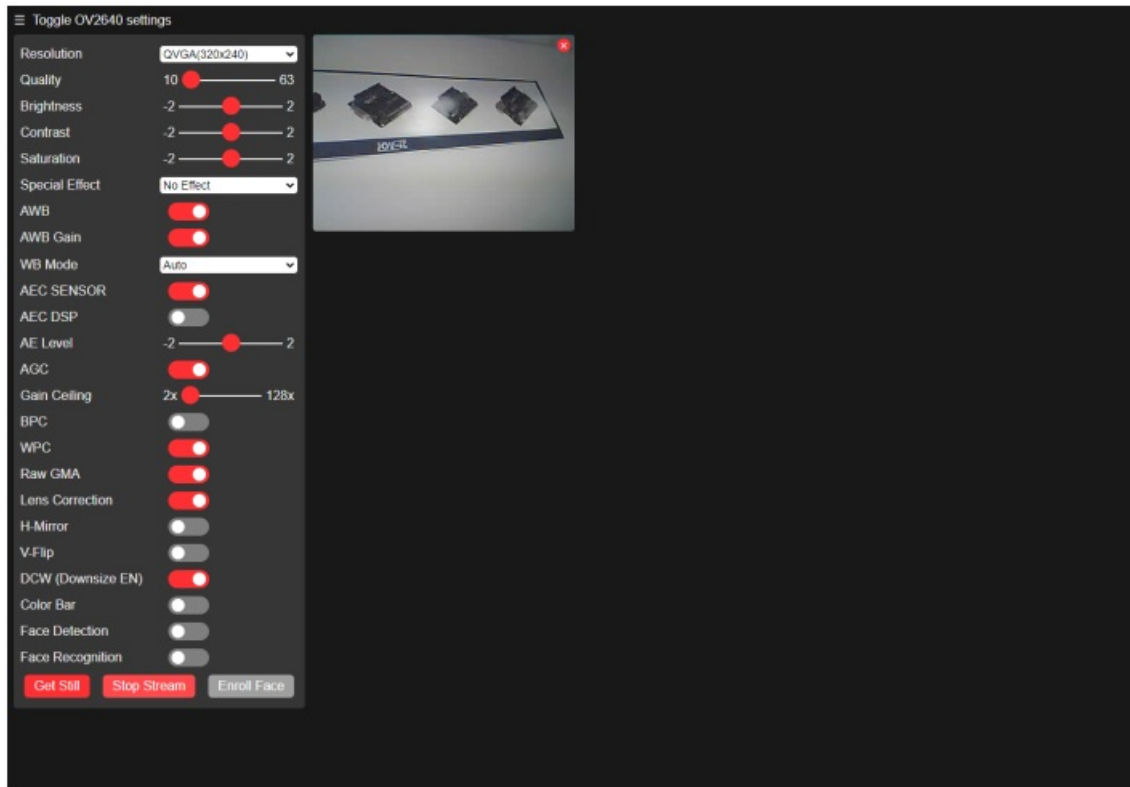 ☰ Toggle OV2640 settings
Resolution QVGA(320x240)
Quality 10 63
Brightness -2 2
Contrast -2 2
Saturation -2 2
Special Effect No Effect
AWB
AWB Gain
WB Mode Auto
AEC SENSOR
AEC DSP
AE Level -2 2
AGC
Gain Ceiling 2x 128x
BPC
WPC
Raw GMA
Lens Correction
H-Mirror
V-Flip
DCW (Downsize EN)
Color Bar
Face Detection
Face Recognition
Get Still Stop Stream Enroll Face